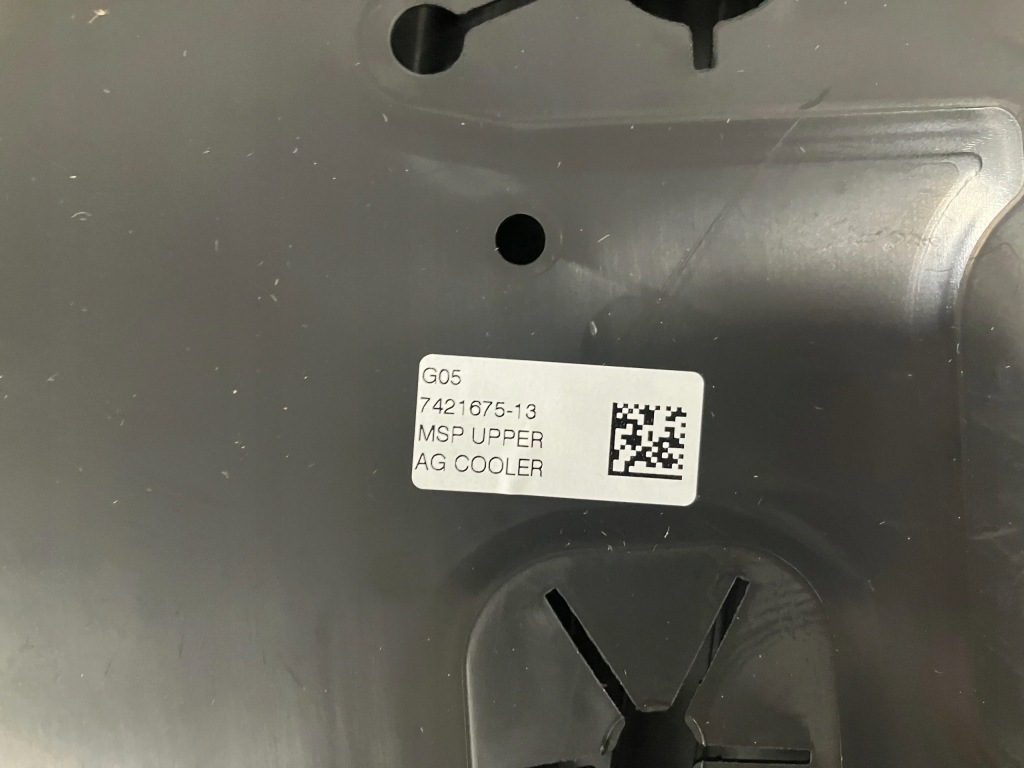 G05
7421675-13
MSP UPPER
AG COOLER